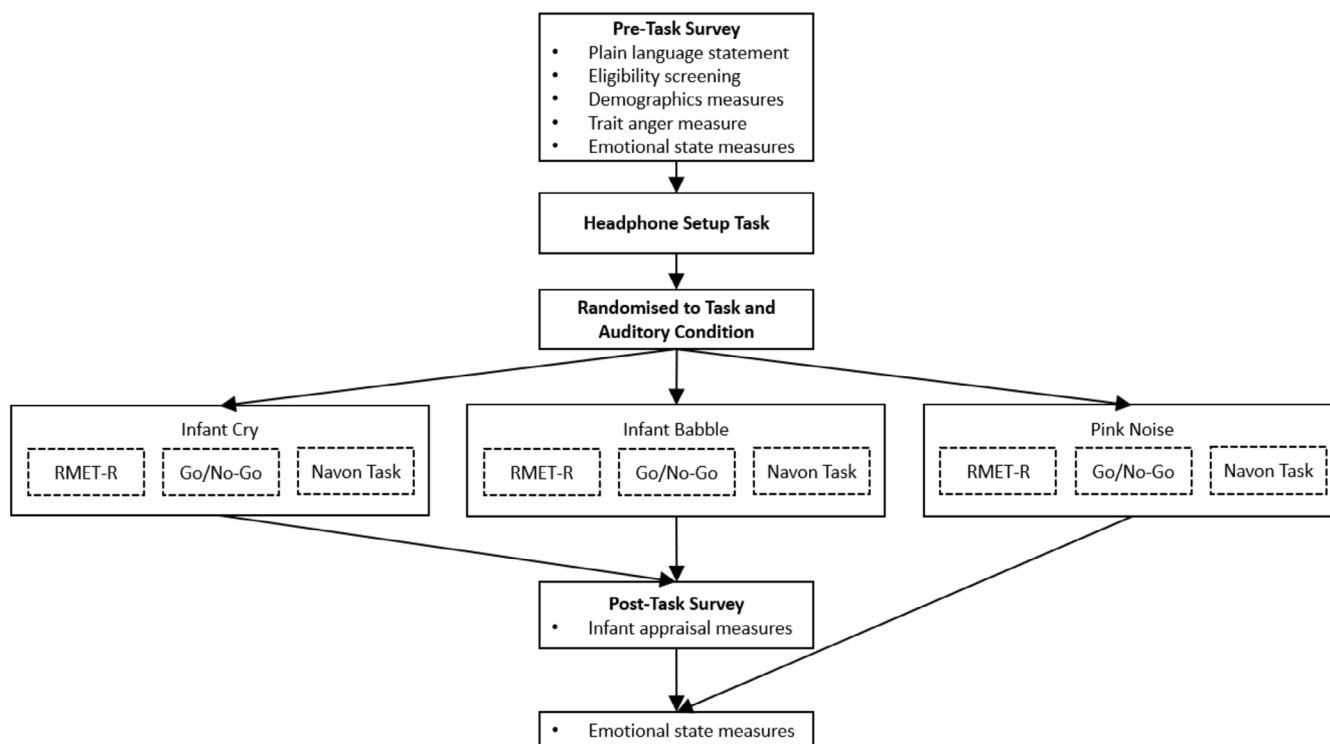 Pre-Task Survey
• Plain language statement
• Eligibility screening
• Demographics measures
• Trait anger measure
• Emotional state measures
Headphone Setup Task
Randomised to Task and
Auditory Condition
Infant Cry
RMET-R
Go/No-Go
Navon Task
Infant Babble
RMET-R
Go/No-Go
Navon Task
Pink Noise
RMET-R
Go/No-Go
Navon Task
Post-Task Survey
• Infant appraisal measures
• Emotional state measures